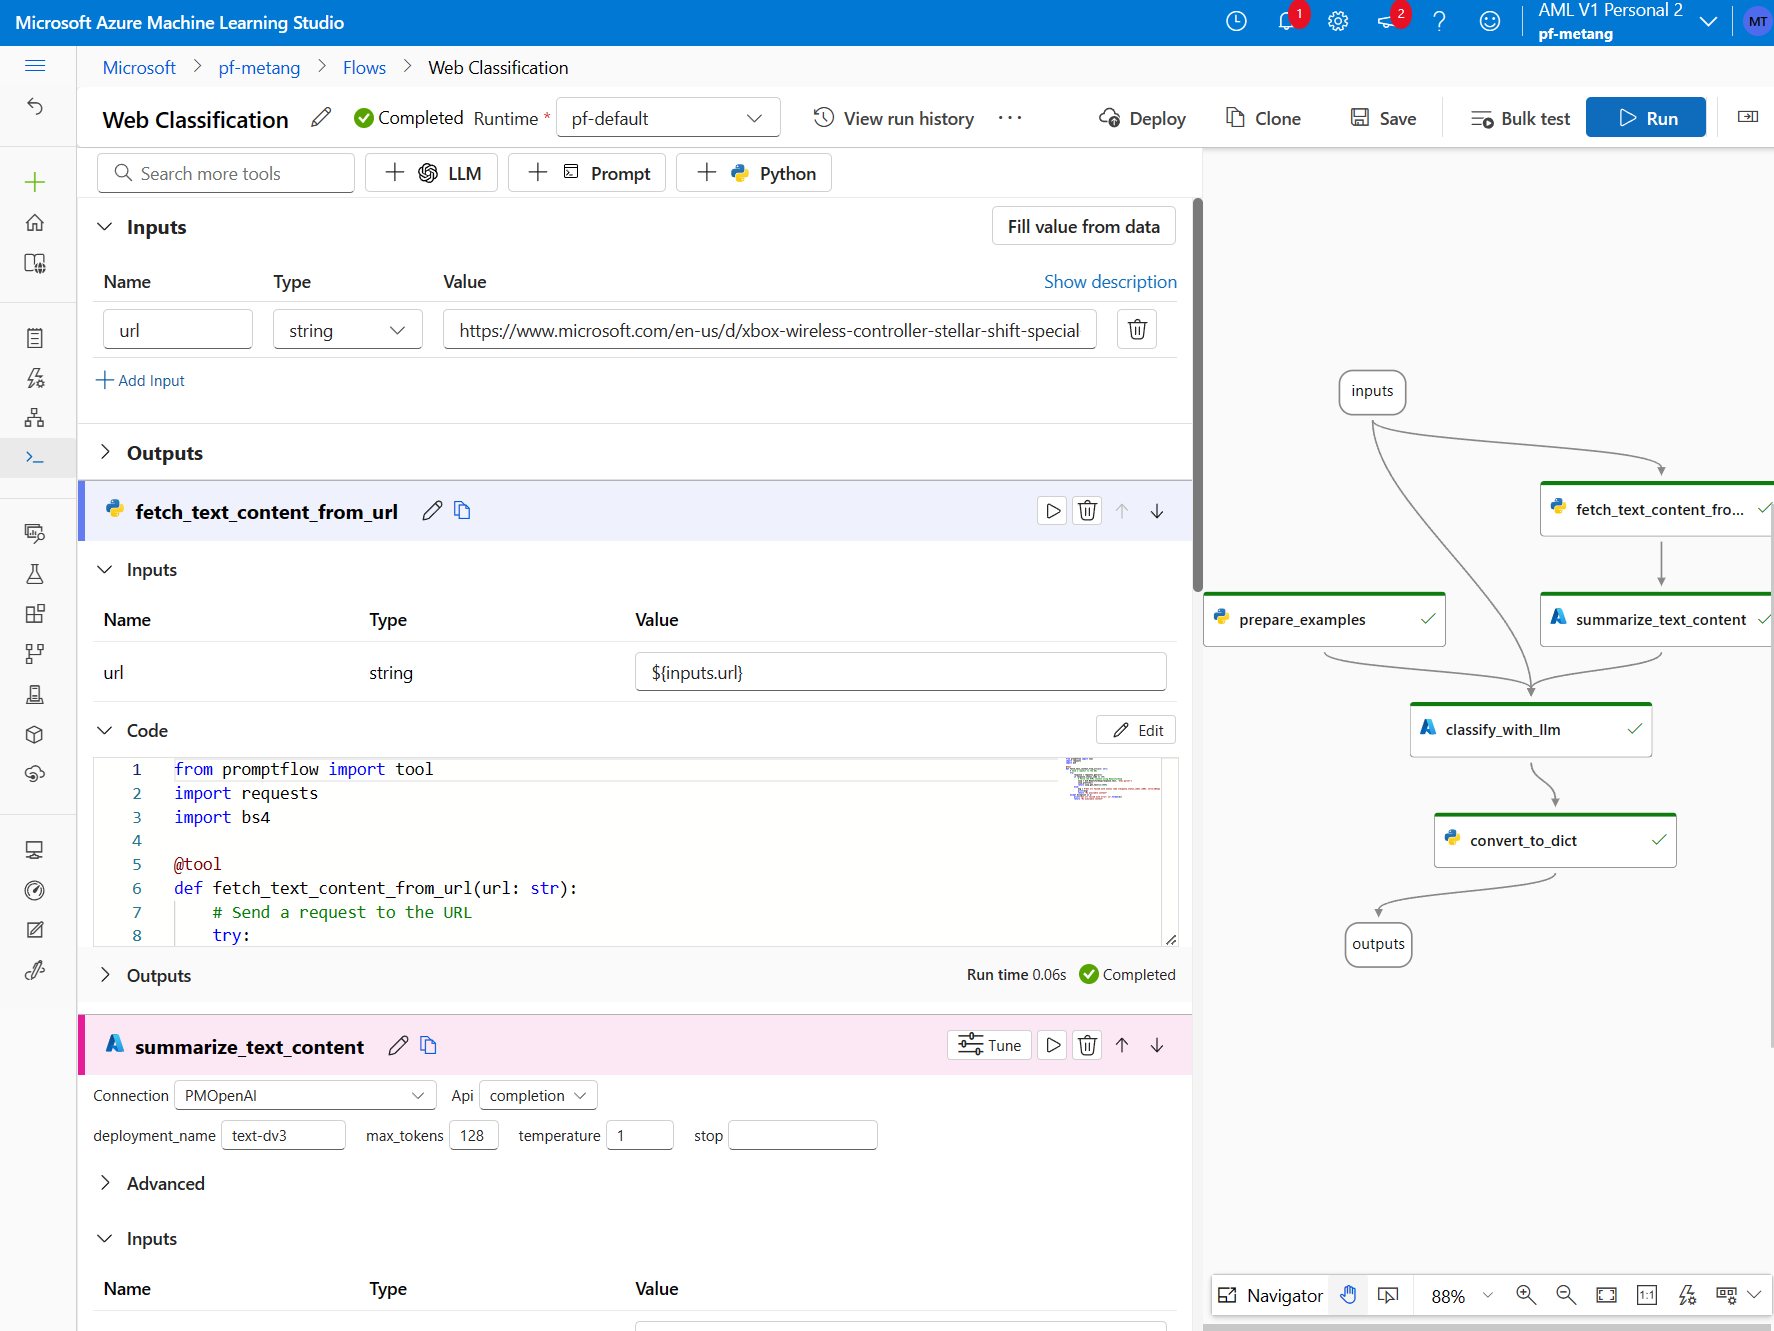 Microsoft Azure Machine Learning Studio
1
2
AML V1 Personal 2
pf-metang
MT
Microsoft > pf-metang > Flows > Web Classification
Web Classification
Completed
Runtime *
pf-default
View run history
...
Deploy
Clone
Save
Bulk test
Run
Search more tools
LLM
Prompt
Python
Inputs
Fill value from data
Name
Type
Value
Show description
url
string
https://www.microsoft.com/en-us/d/xbox-wireless-controller-stellar-shift-special
Add Input
Outputs
fetch_text_content_from_url
Inputs
Name
Type
Value
url
string
${inputs.url}
Code
Edit
1 from promptflow import tool
2 import requests
3 import bs4
4
5 @tool
6 def fetch_text_content_from_url(url: str):
7 # Send a request to the URL
8 try:
Outputs
Run time 0.06s
Completed
summarize_text_content
Tune
Connection
PMOpenAI
Api
completion
deployment_name
text-dv3
max_tokens
128
temperature
1
stop
Advanced
Inputs
Name
Type
Value
inputs
fetch_text_content_fro...
prepare_examples
summarize_text_content
classify_with_llm
convert_to_dict
outputs
Navigator
88%
1:1